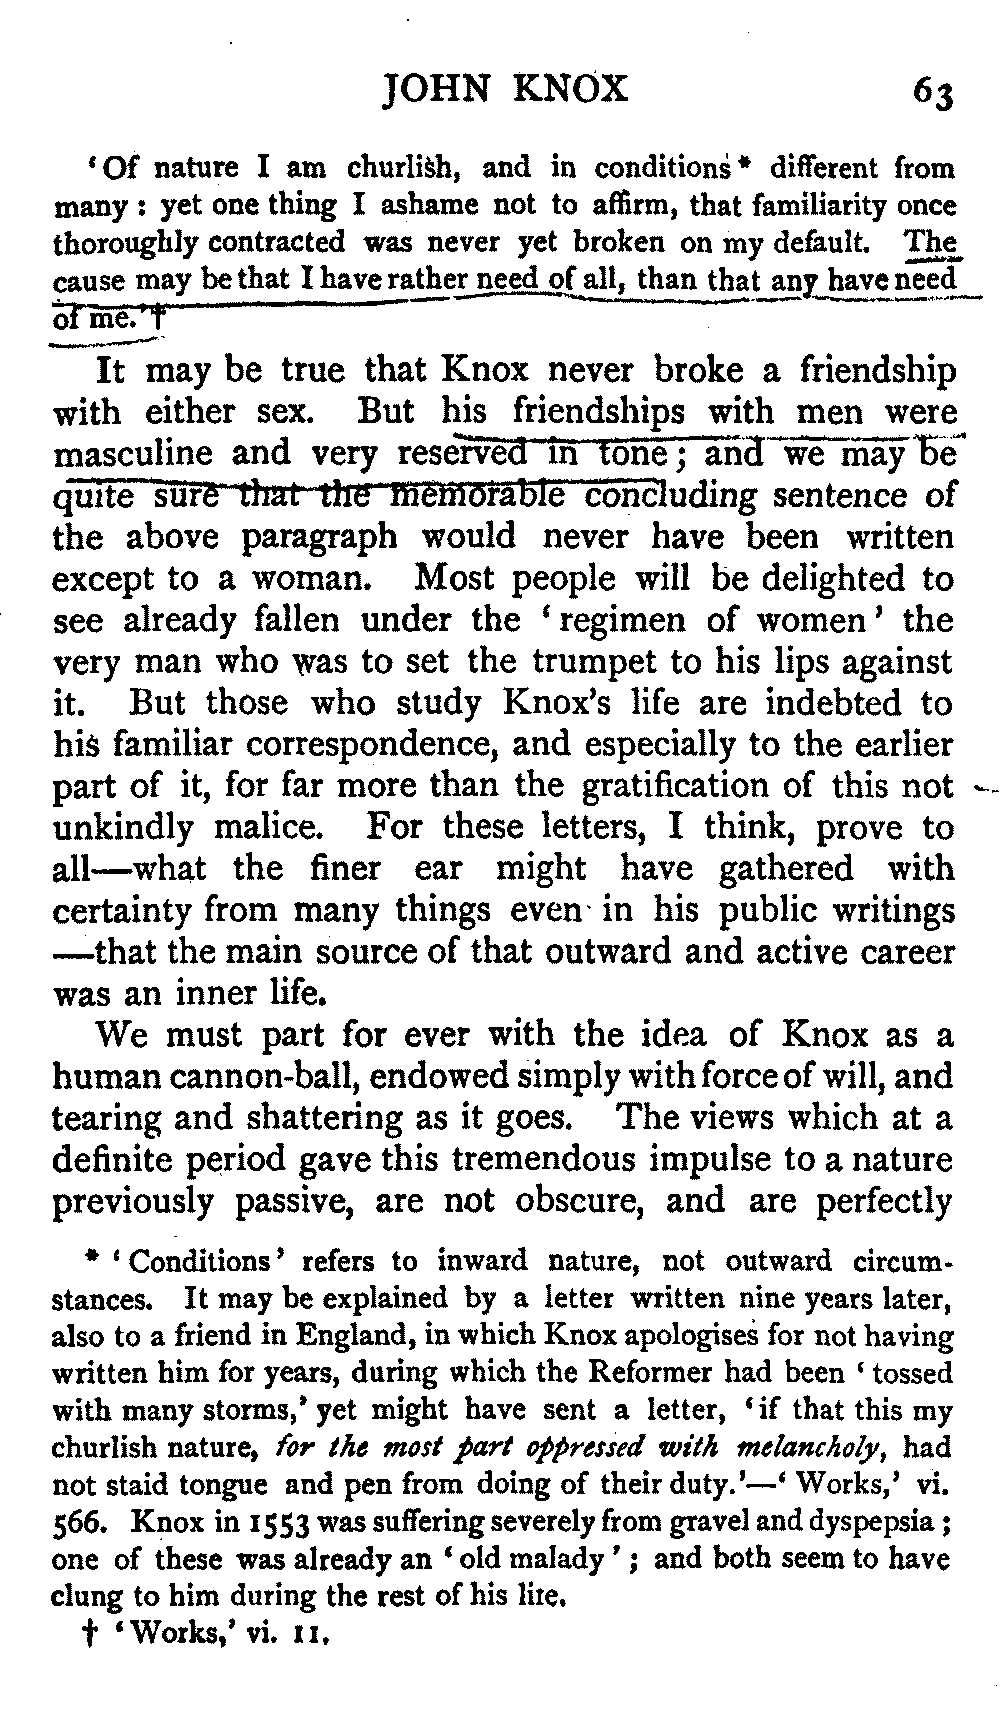 JOHN KNOX 63
‘Of nature I am churlish, and in conditions* different from
many: yet one thing I ashame not to affirm, that familiarity once
thoroughly contracted was never yet broken on my default. The
cause may be that I have rather need of all, than that any have need
of me.’†
It may be true that Knox never broke a friendship
with either sex. But his friendships with men were
masculine and very reserved in tone; and we may be
quite sure that the memorable concluding sentence of
the above paragraph would never have been written
except to a woman. Most people will be delighted to
see already fallen under the ‘regimen of women’ the
very man who was to set the trumpet to his lips against
it. But those who study Knox’s life are indebted to
his familiar correspondence, and especially to the earlier
part of it, for far more than the gratification of this not
unkindly malice. For these letters, I think, prove to
all—what the finer ear might have gathered with
certainty from many things even in his public writings
—that the main source of that outward and active career
was an inner life.
We must part for ever with the idea of Knox as a
human cannon-ball, endowed simply with force of will, and
tearing and shattering as it goes. The views which at a
definite period gave this tremendous impulse to a nature
previously passive, are not obscure, and are perfectly
* ‘Conditions’ refers to inward nature, not outward circum-
stances. It may be explained by a letter written nine years later,
also to a friend in England, in which Knox apologises for not having
written him for years, during which the Reformer had been ‘tossed
with many storms,’ yet might have sent a letter, ‘if that this my
churlish nature, for the most part oppressed with melancholy, had
not staid tongue and pen from doing of their duty.’—‘Works,’ vi.
566. Knox in 1553 was suffering severely from gravel and dyspepsia;
one of these was already an ‘old malady’; and both seem to have
clung to him during the rest of his life.
† ‘Works,’ vi. 11.